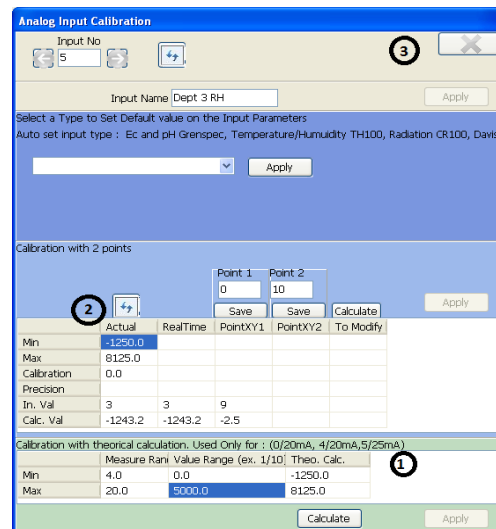 Analog Input Calibration
Input No
5
3
Input Name Dept 3 RH Apply
Select a Type to Set Default value on the Input Parameters
Auto set input type : Ec and pH Grenspec, Temperature/Humuidity TH100, Radiation CR100, Davis
Apply
Calibration with 2 points
Point 1 Point 2
0 10
2 Save Save Calculate Apply
Actual RealTime PointXY1 PointXY2 To Modify
Min -1250.0
Max 8125.0
Calibration 0.0
Precision
In. Val 3 3 9
Calc. Val -1243.2 -1243.2 -2.5
Calibration with theorical calculation. Used Only for : (0/20mA, 4/20mA,5/25mA)
Measure Ran Value Range (ex. 1/10 Theo. Calc. 1
Min 4.0 0.0 -1250.0
Max 20.0 5000.0 8125.0
Calculate Apply